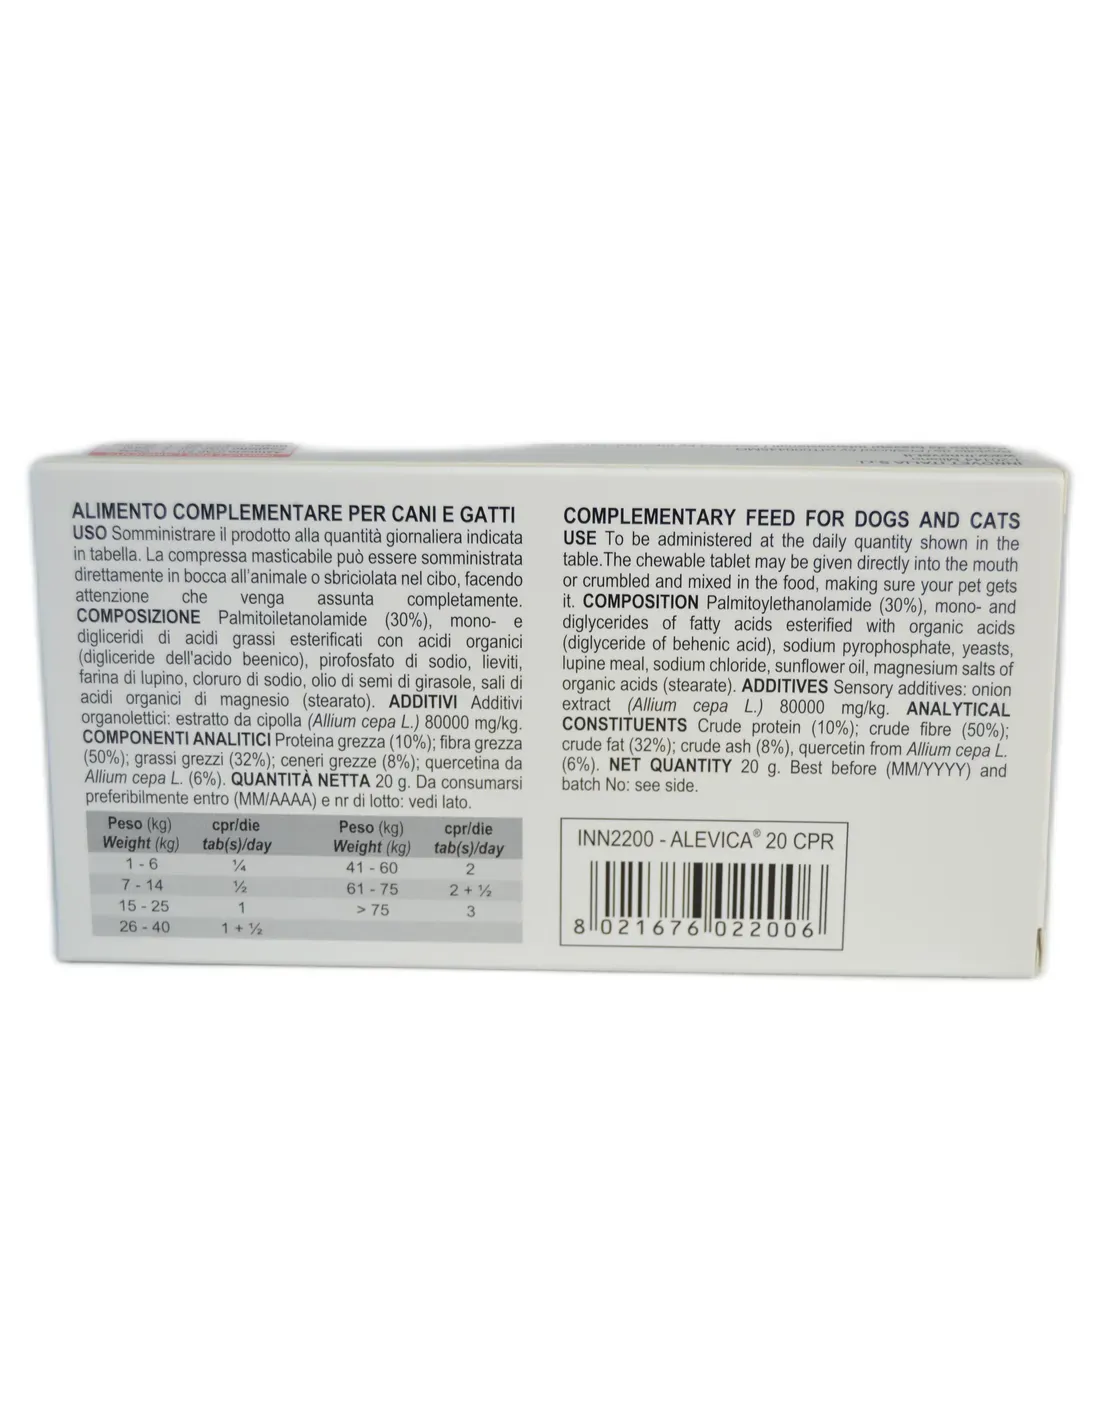 ALIMENTO COMPLEMENTARE PER CANI E GATTI
USO Somministrare il prodotto alla quantità giornaliera indicata
in tabella. La compressa masticabile può essere somministrata
direttamente in bocca all'animale o sbriciolata nel cibo, facendo
attenzione che venga assunta completamente.
COMPOSIZIONE Palmitoiletanolamide (30%), mono- e
digliceridi di acidi grassi esterificati con acidi organici
(digliceride dell'acido beenico), pirofosfato di sodio, lieviti,
farina di lupino, cloruro di sodio, olio di semi di girasole, sali di
acidi organici di magnesio (stearato). ADDITIVI Additivi
organolettici: estratto da cipolla (Allium cepa L.) 80000 mg/kg.
COMPONENTI ANALITICI Proteina grezza (10%); fibra grezza
(50%); grassi grezzi (32%); ceneri grezze (8%); quercetina da
Allium cepa L. (6%). QUANTITÀ NETTA 20 g. Da consumarsi
preferibilmente entro (MM/AAAA) e nr di lotto: vedi lato.
Peso (kg) cpr/die Peso (kg) cpr/die
Weight (kg) tab(s)/day Weight (kg) tab(s)/day
1 - 6 ¼ 41 - 60 2
7 - 14 ½ 61 - 75 2 + ½
15 - 25 1 > 75 3
26 - 40 1 + ½
COMPLEMENTARY FEED FOR DOGS AND CATS
USE To be administered at the daily quantity shown in the
table.The chewable tablet may be given directly into the mouth
or crumbled and mixed in the food, making sure your pet gets
it. COMPOSITION Palmitoylethanolamide (30%), mono- and
diglycerides of fatty acids esterified with organic acids
(diglyceride of behenic acid), sodium pyrophosphate, yeasts,
lupine meal, sodium chloride, sunflower oil, magnesium salts of
organic acids (stearate). ADDITIVES Sensory additives: onion
extract (Allium cepa L.) 80000 mg/kg. ANALYTICAL
CONSTITUENTS Crude protein (10%); crude fibre (50%);
crude fat (32%); crude ash (8%), quercetin from Allium cepa L.
(6%). NET QUANTITY 20 g. Best before (MM/YYYY) and
batch No: see side.
INN2200 - ALEVICA® 20 CPR
8 021676 022006